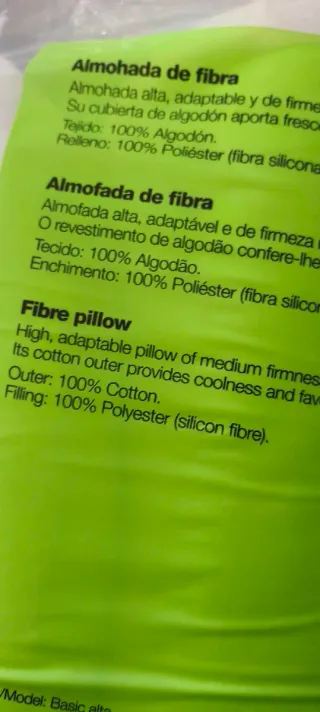 Almohada de fibra
Almohada alta, adaptable y de firme
Su cubierta de algodón aporta fresc
Tejido: 100% Algodón.
Relleno: 100% Poliéster (fibra silicona
Almofada de fibra
Almofada alta, adaptável e de firmeza
O revestimento de algodão confere-lhe
Tecido: 100% Algodão.
Enchimento: 100% Poliéster (fibra silicon
Fibre pillow
High, adaptable pillow of medium firmnes
Its cotton outer provides coolness and fav
Outer: 100% Cotton.
Filling: 100% Polyester (silicon fibre).
/Model: Basic alta